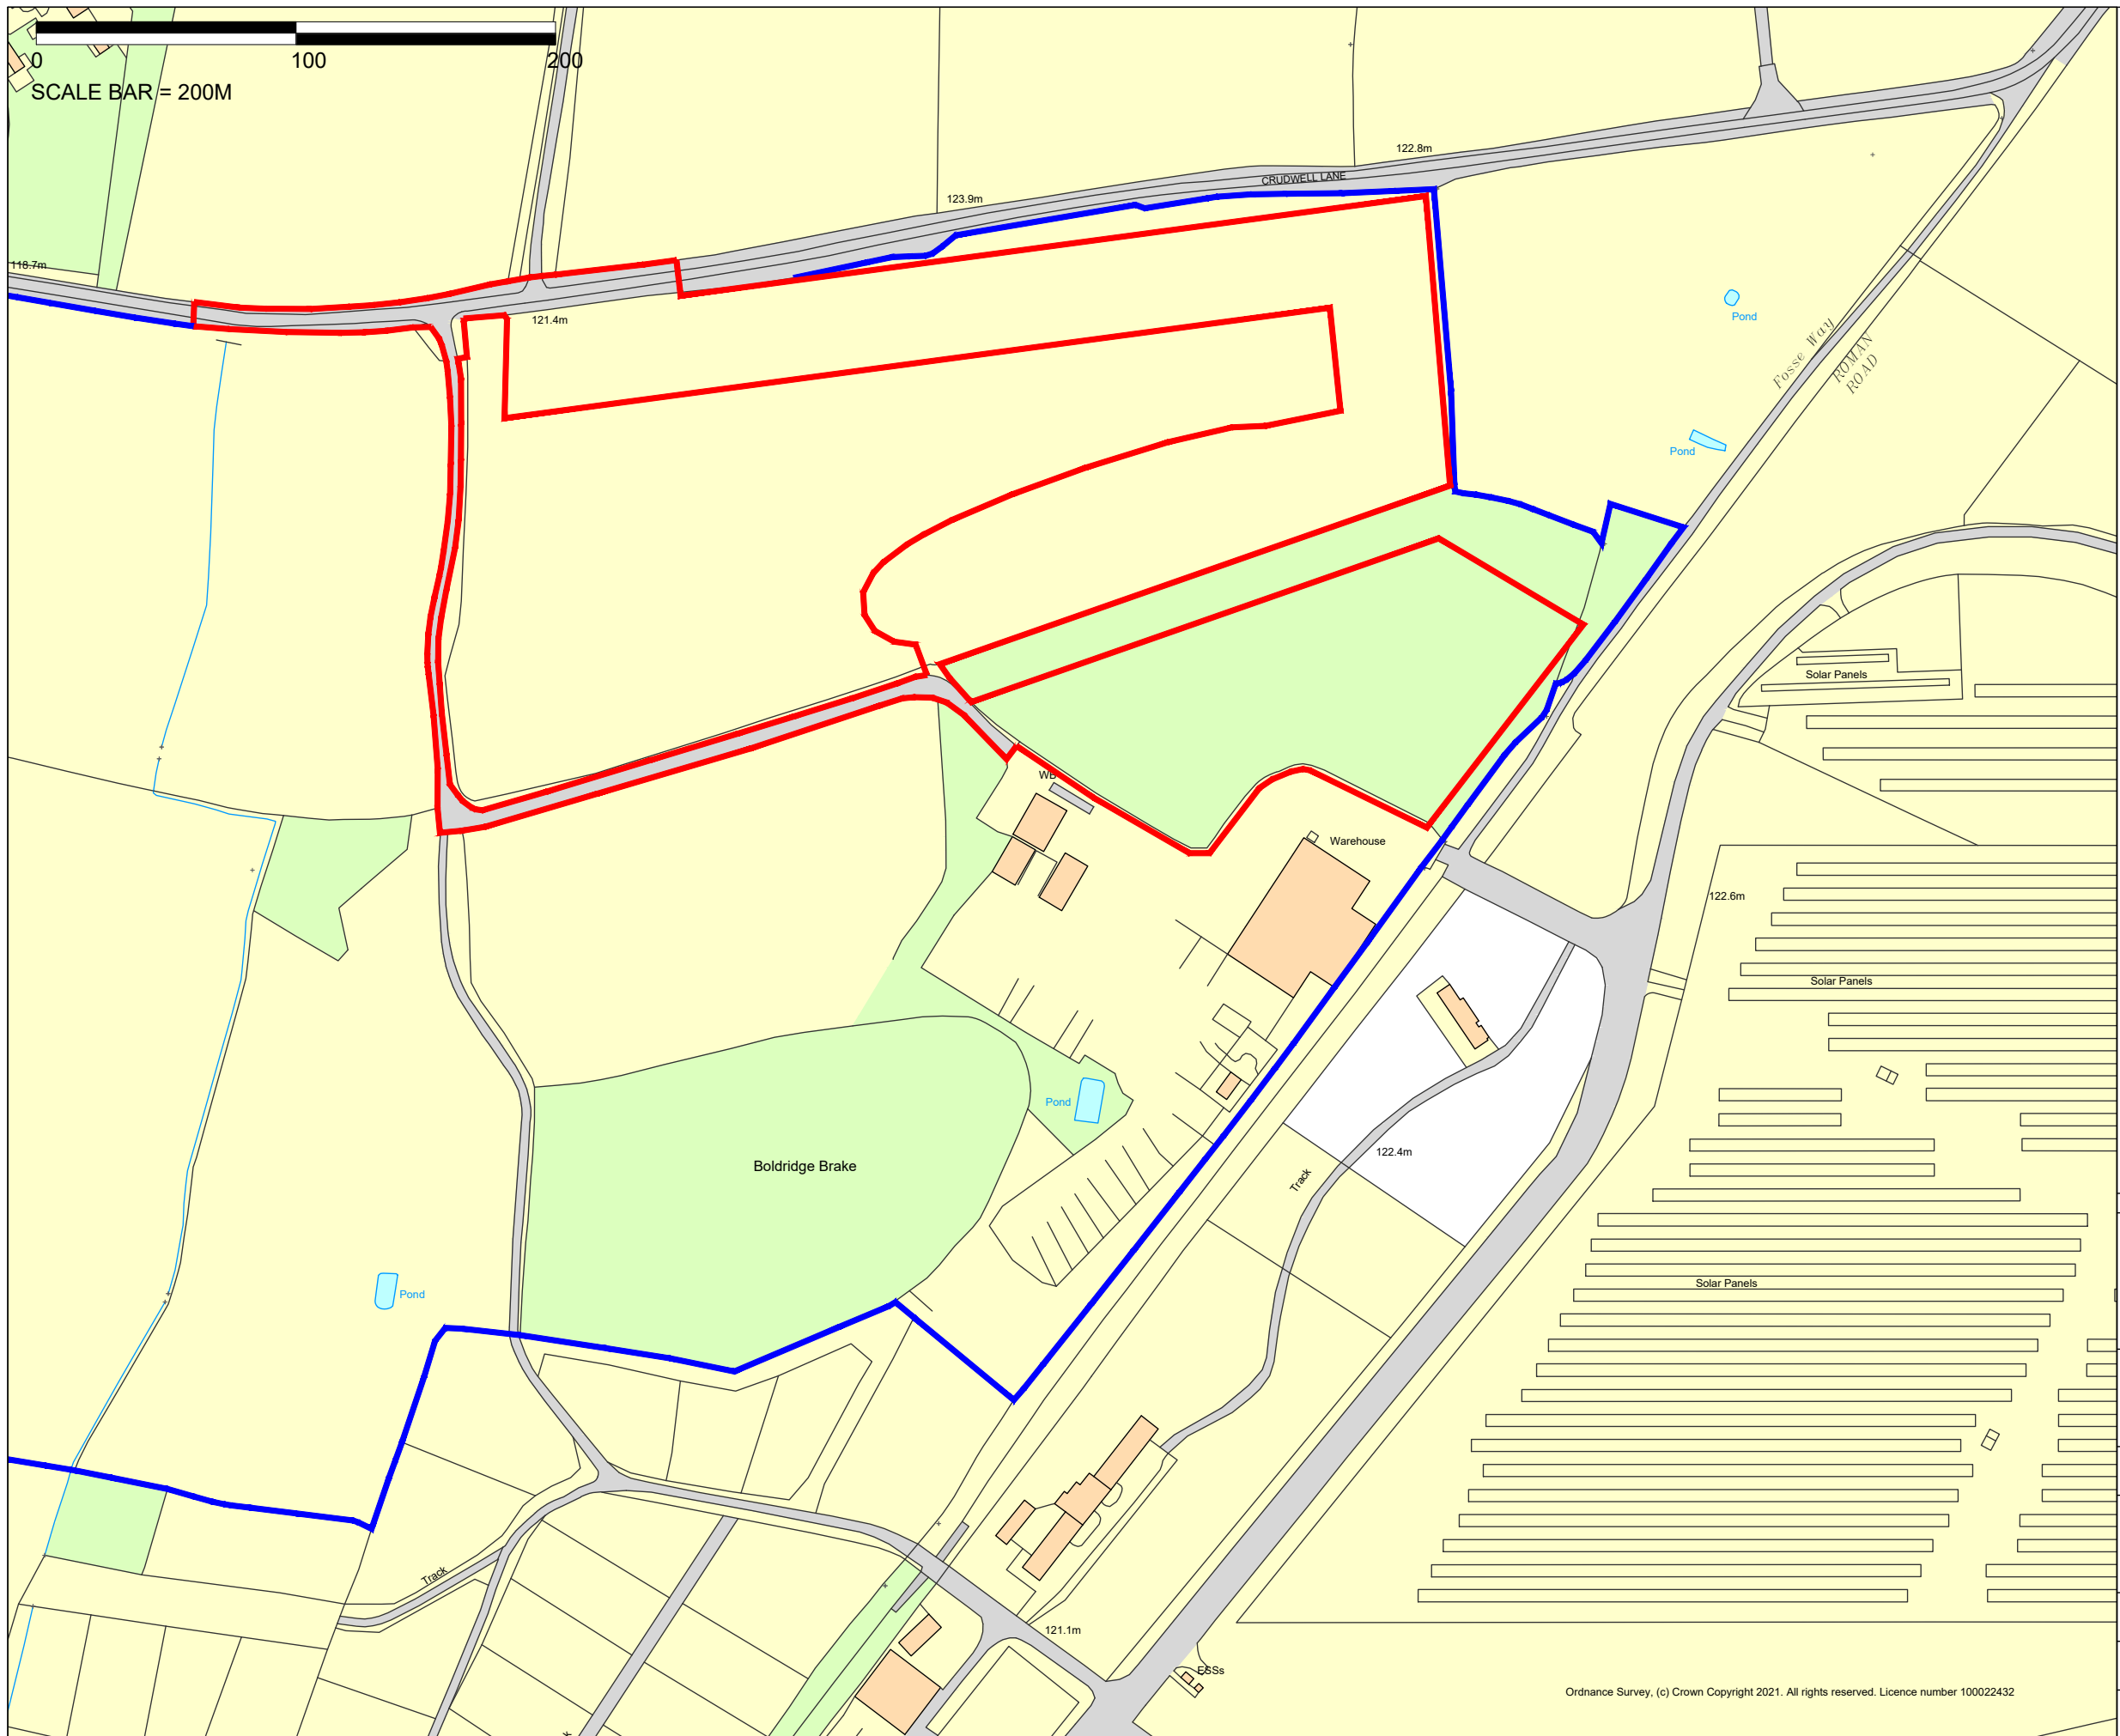 0
100
200
SCALE BAR = 200M
122.8m
CRUDWELL LANE
123.9m
118.7m
121.4m
Pond
Fosse Way
ROMAN
ROAD
Pond
Solar Panels
WB
Warehouse
122.6m
Solar Panels
Pond
122.4m
Boldridge Brake
Track
Solar Panels
Pond
Track
121.1m
ESSs
Ordnance Survey, (c) Crown Copyright 2021. All rights reserved. Licence number 100022432